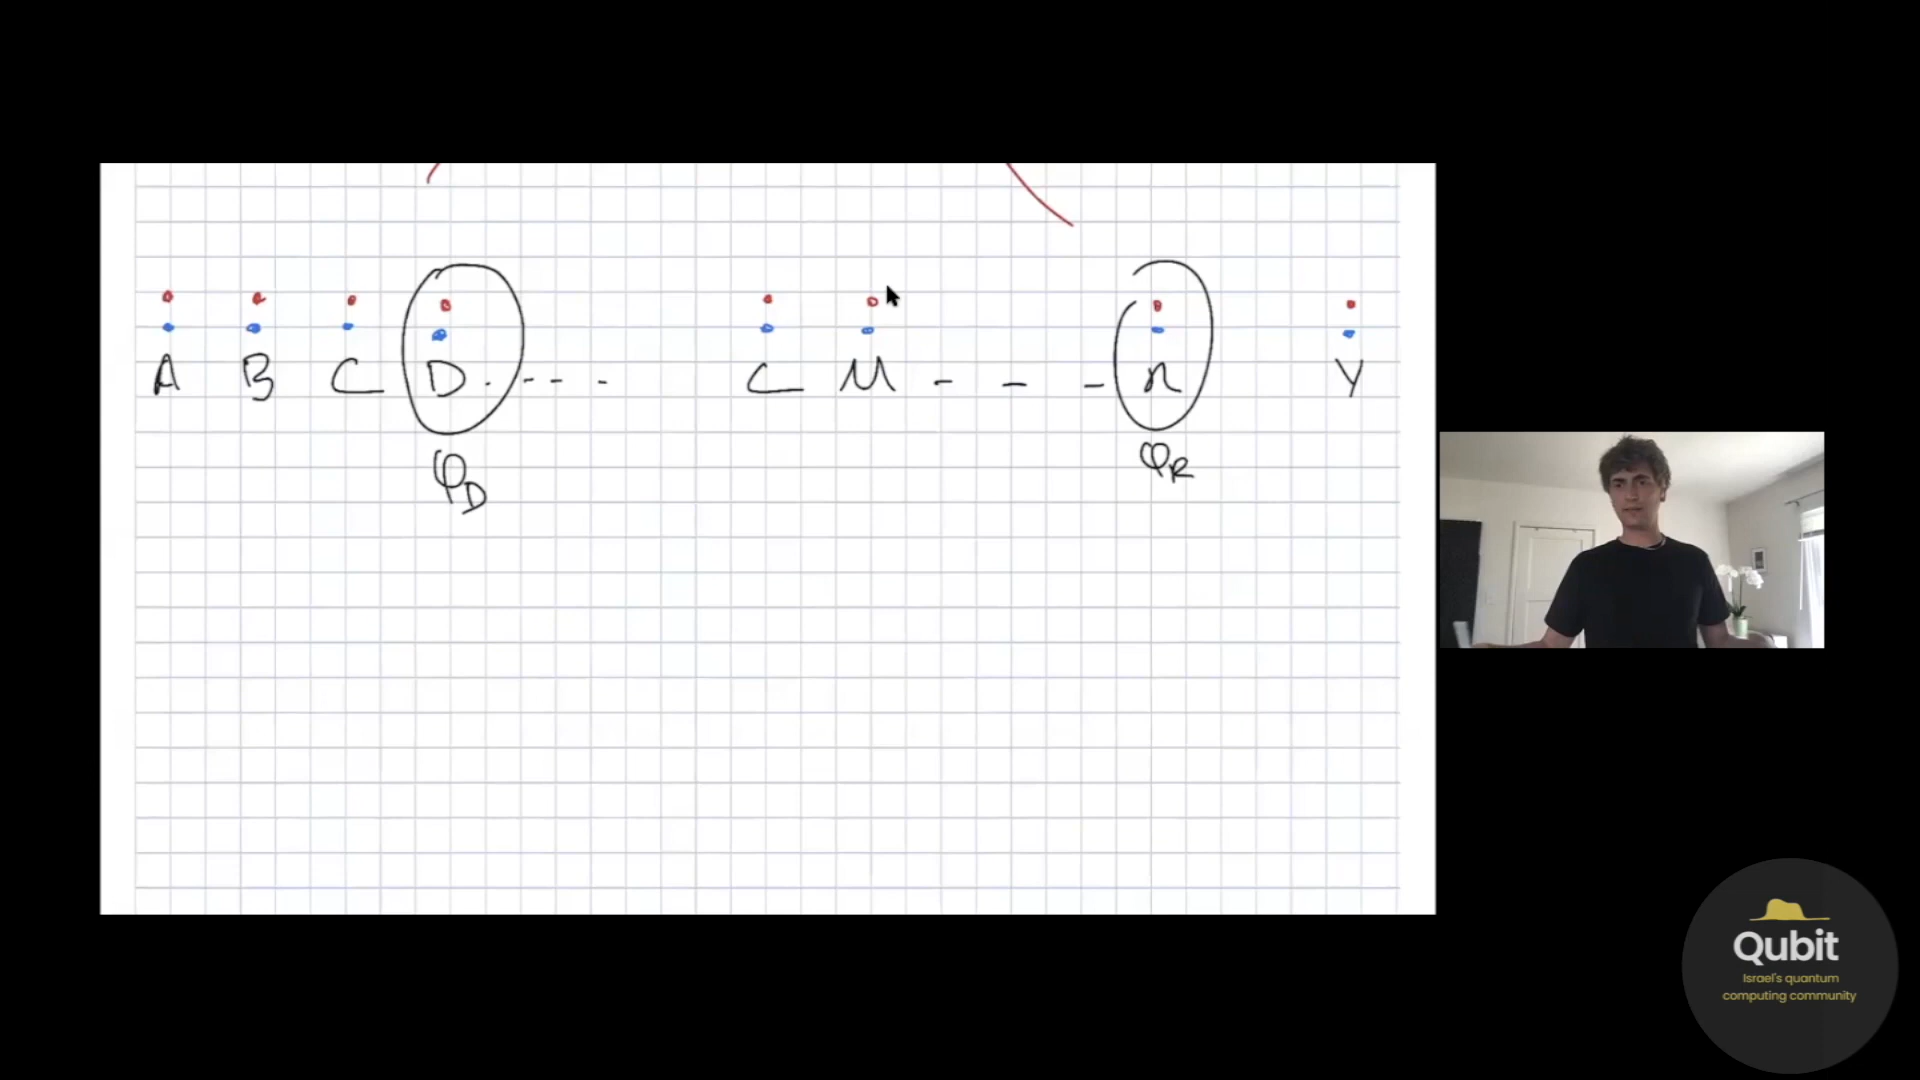 A B C D . - - - C M - - - R Y
φD φR
Qubit
Israel's quantum
computing community